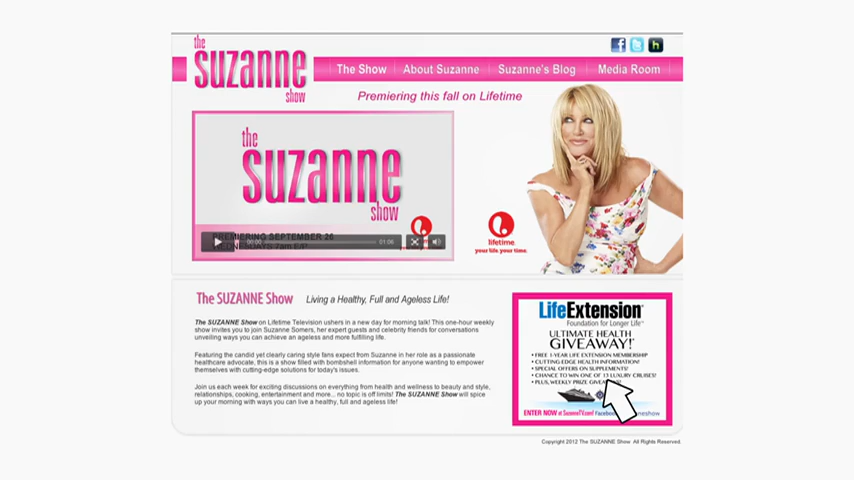 the
suzanne
show
The Show
About Suzanne
Suzanne's Blog
Media Room
Premiering this fall on Lifetime
the
suzanne
show
PREMIERING SEPTEMBER 26
WEDNESDAYS 7am E/P
01:06
lifetime
your life. your time.
The SUZANNE Show
Living a Healthy, Full and Ageless Life!
The SUZANNE Show on Lifetime Television ushers in a new day for morning talk! This one-hour weekly
show invites you to join Suzanne Somers, her expert guests and celebrity friends for conversations
unveiling ways you can achieve an ageless and more fulfilling life.
Featuring the candid yet clearly caring style fans expect from Suzanne in her role as a passionate
healthcare advocate, this is a show filled with bombshell information for anyone wanting to empower
themselves with cutting-edge solutions for today's issues.
Join us each week for exciting discussions on everything from health and wellness to beauty and style,
relationships, cooking, entertainment and more... no topic is off limits! The SUZANNE Show will spice
up your morning with ways you can live a healthy, full and ageless life!
LifeExtension
Foundation for Longer Life
ULTIMATE HEALTH
GIVEAWAY!
• FREE 1-YEAR LIFE EXTENSION MEMBERSHIP
• CUTTING-EDGE HEALTH INFORMATION!
• SPECIAL OFFERS ON SUPPLEMENTS!
• CHANCE TO WIN ONE OF 13 LUXURY CRUISES!
• PLUS, WEEKLY PRIZE
ENTER NOW at SuzanneTV.com!
Copyright 2012 The SUZANNE Show All Rights Reserved.